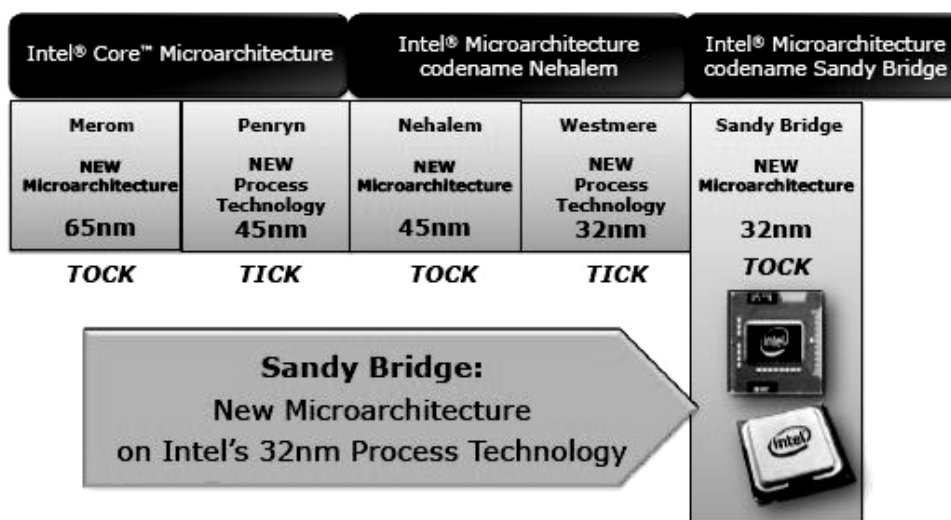 Intel® Core™ Microarchitecture
Intel® Microarchitecture
codename Nehalem
Intel® Microarchitecture
codename Sandy Bridge
Merom
NEW
Microarchitecture
65nm
TOCK
Penryn
NEW
Process
Technology
45nm
TICK
Nehalem
NEW
Microarchitecture
45nm
TOCK
Westmere
NEW
Process
Technology
32nm
TICK
Sandy Bridge
NEW
Microarchitecture
32nm
TOCK
Sandy Bridge:
New Microarchitecture
on Intel's 32nm Process Technology
intel
intel